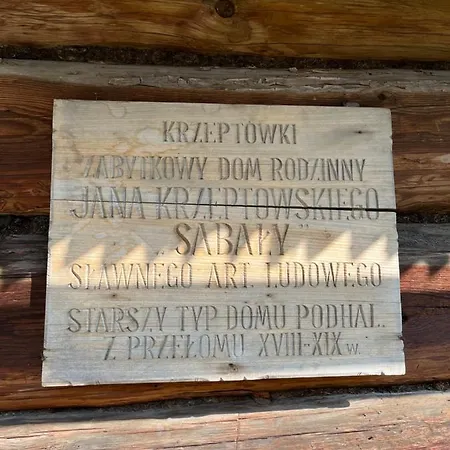 KRZEPTÓWKI
ZABYTKOWY DOM RODZINNY
JANA KRZEPTOWSKIEGO
„SABAŁY”
SŁAWNEGO ART. LUDOWEGO
STARSZY TYP DOMU PODHAL.
Z PRZEŁOMU XVIII-XIX w.